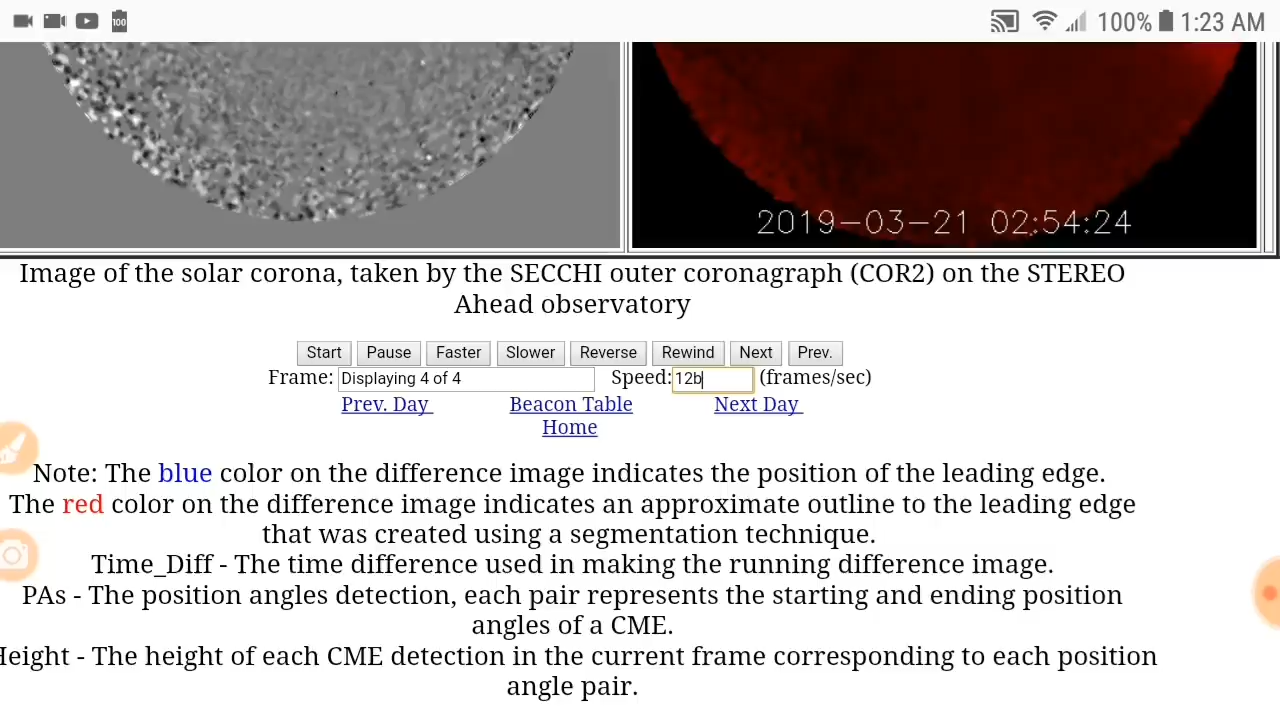 100 100% 1:23 AM
2019-03-21 02:54:24
Image of the solar corona, taken by the SECCHI outer coronagraph (COR2) on the STEREO
Ahead observatory
Start Pause Faster Slower Reverse Rewind Next Prev.
Frame: Displaying 4 of 4 Speed: 12b (frames/sec)
Prev. Day Beacon Table Next Day
Home
Note: The blue color on the difference image indicates the position of the leading edge.
The red color on the difference image indicates an approximate outline to the leading edge
that was created using a segmentation technique.
Time_Diff - The time difference used in making the running difference image.
PAs - The position angles detection, each pair represents the starting and ending position
angles of a CME.
Height - The height of each CME detection in the current frame corresponding to each position
angle pair.